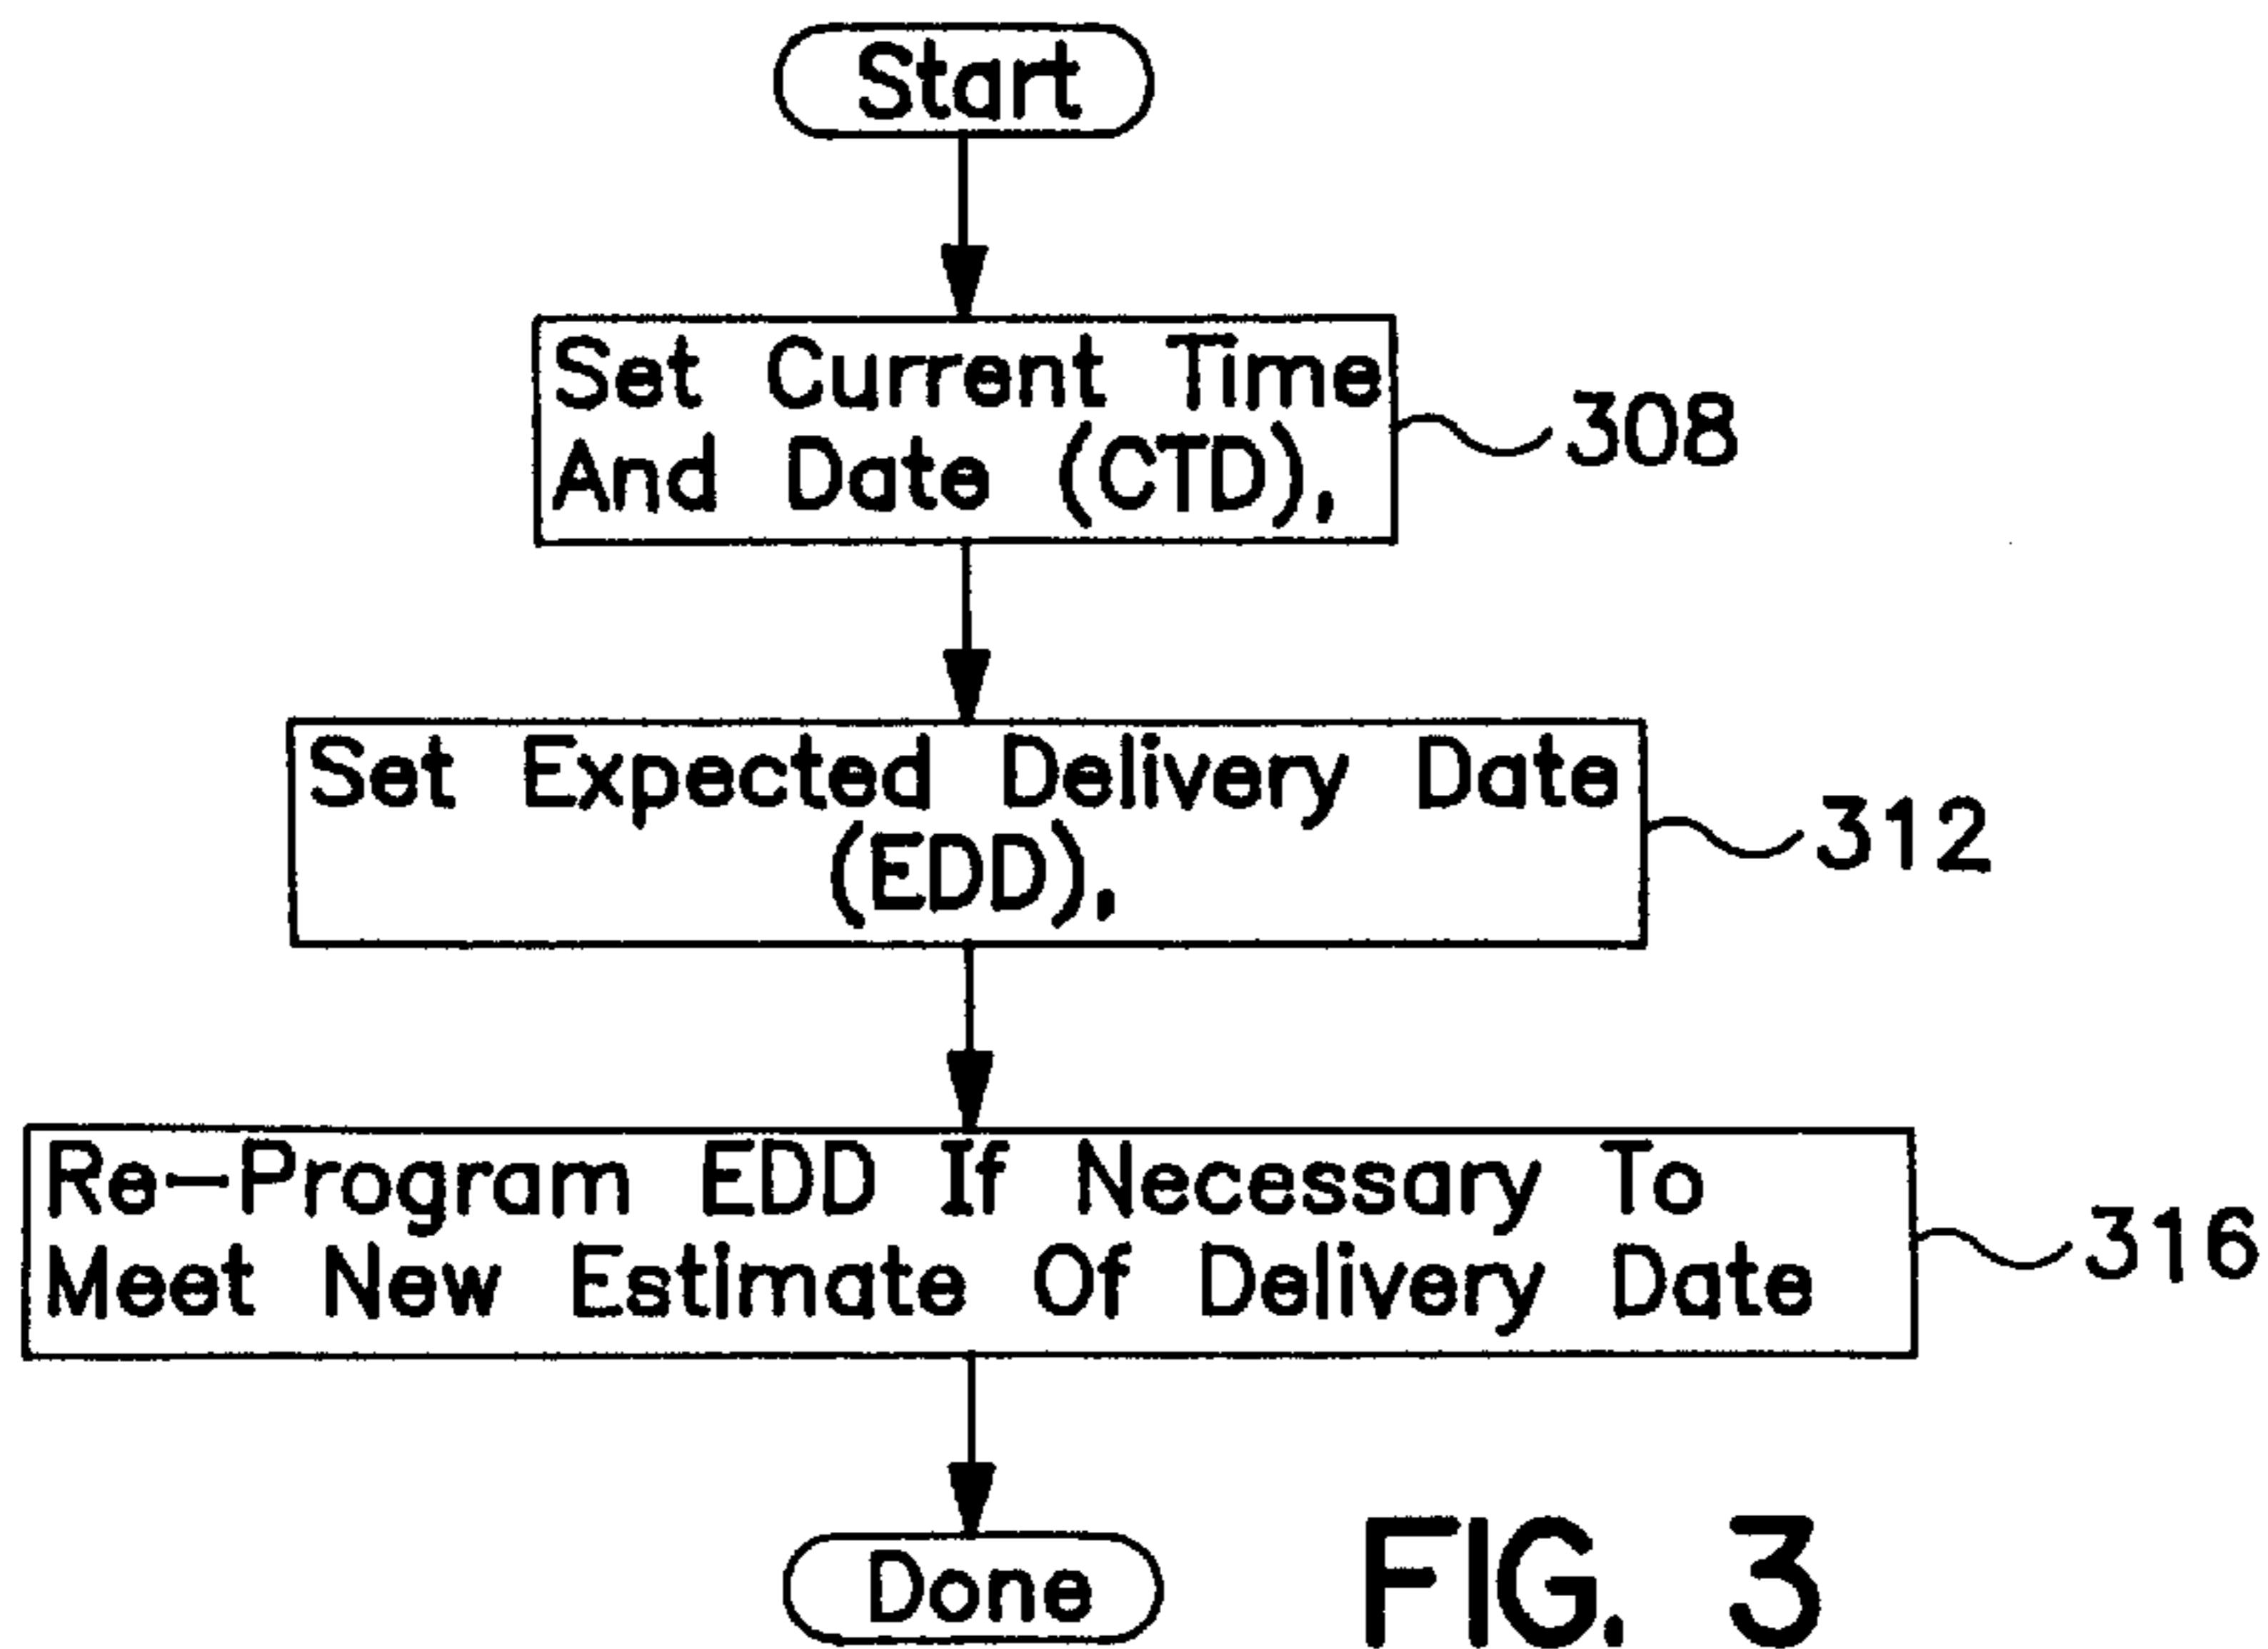 Start
Set Current Time
And Date (CTD),
308
Set Expected Delivery Date
(EDD),
312
Re-Program EDD If Necessary To
Meet New Estimate Of Delivery Date
316
Done
FIG. 3